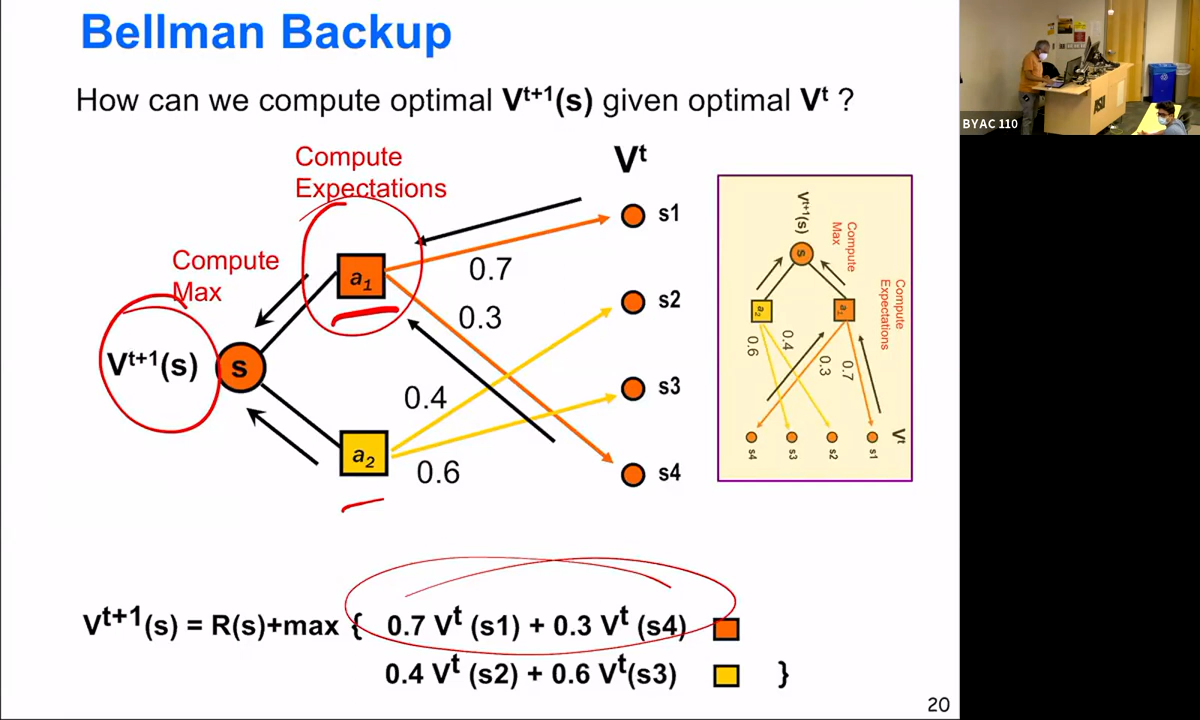 Bellman Backup
How can we compute optimal Vt+1(s) given optimal Vt ?
Compute
Expectations
Vt
s1
Compute
Max
a1
0.7
s2
0.3
Vt+1(s)
s
s3
0.4
a2
0.6
s4
Vt+1(s)
s
Compute
Max
Compute
Expectations
a2
a1
0.6
0.4
0.3
0.7
s4
s3
s2
s1
Vt
Vt+1(s) = R(s)+max { 0.7 Vt (s1) + 0.3 Vt (s4)
0.4 Vt (s2) + 0.6 Vt(s3) }
20
BYAC 110
ASU